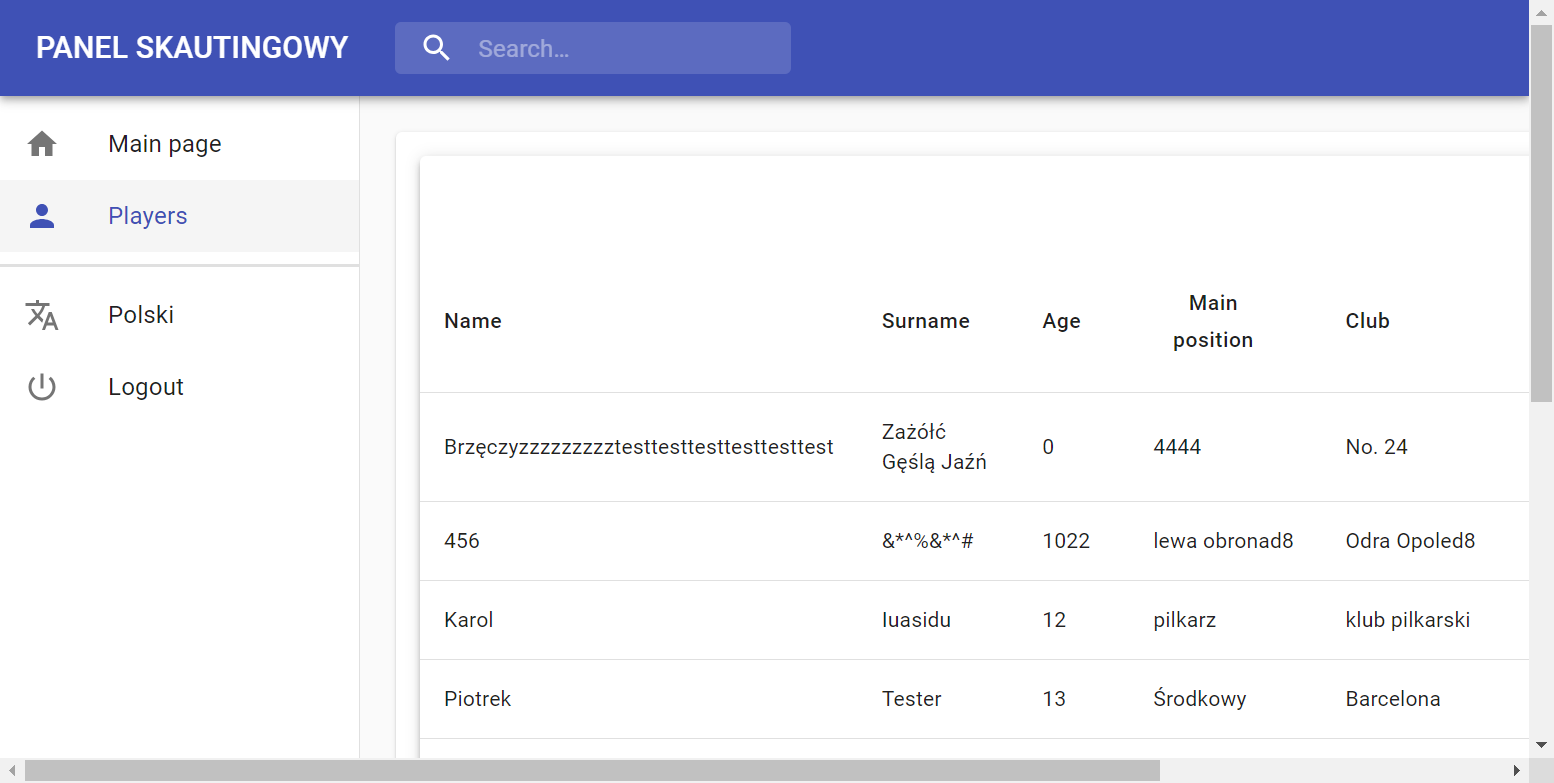 PANEL SKAUTINGOWY
Search...
Main page
Players
Polski
Logout
Name Surname Age Main position Club
Brzęczyzzzzzzzzztesttesttesttesttesttest Zażółć Gęślą Jaźń 0 4444 No. 24
456 &*^%&*^# 1022 lewa obronad8 Odra Opoled8
Karol Iuasidu 12 pilkarz klub pilkarski
Piotrek Tester 13 Środkowy Barcelona